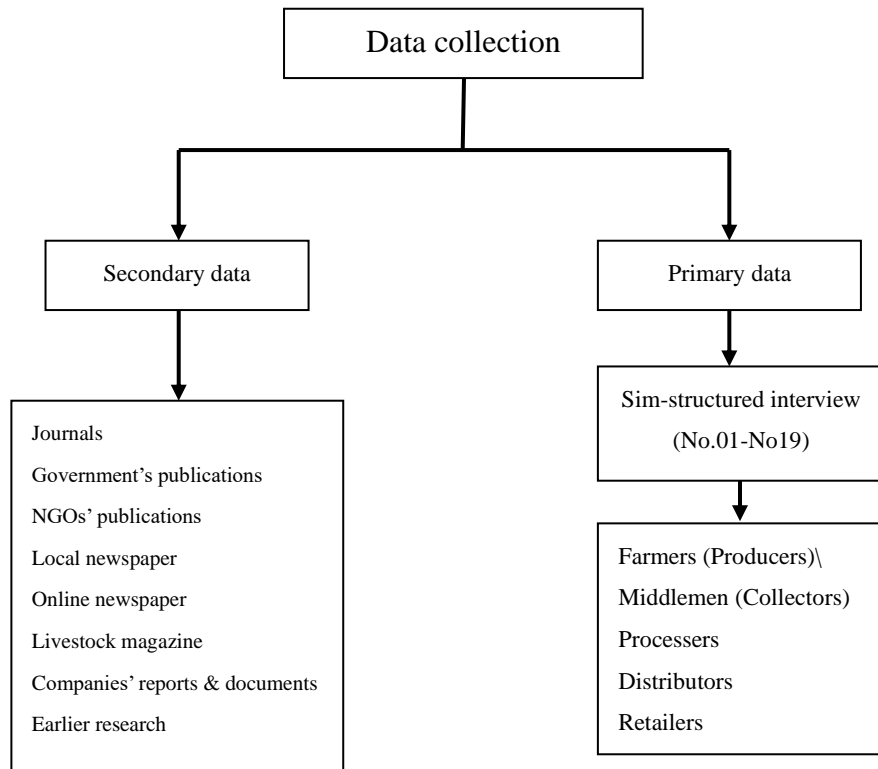 Data collection
Secondary data
Primary data
Journals
Government's publications
NGOs' publications
Local newspaper
Online newspaper
Livestock magazine
Companies' reports & documents
Earlier research
Sim-structured interview
(No.01-No19)
Farmers (Producers)\
Middlemen (Collectors)
Processers
Distributors
Retailers